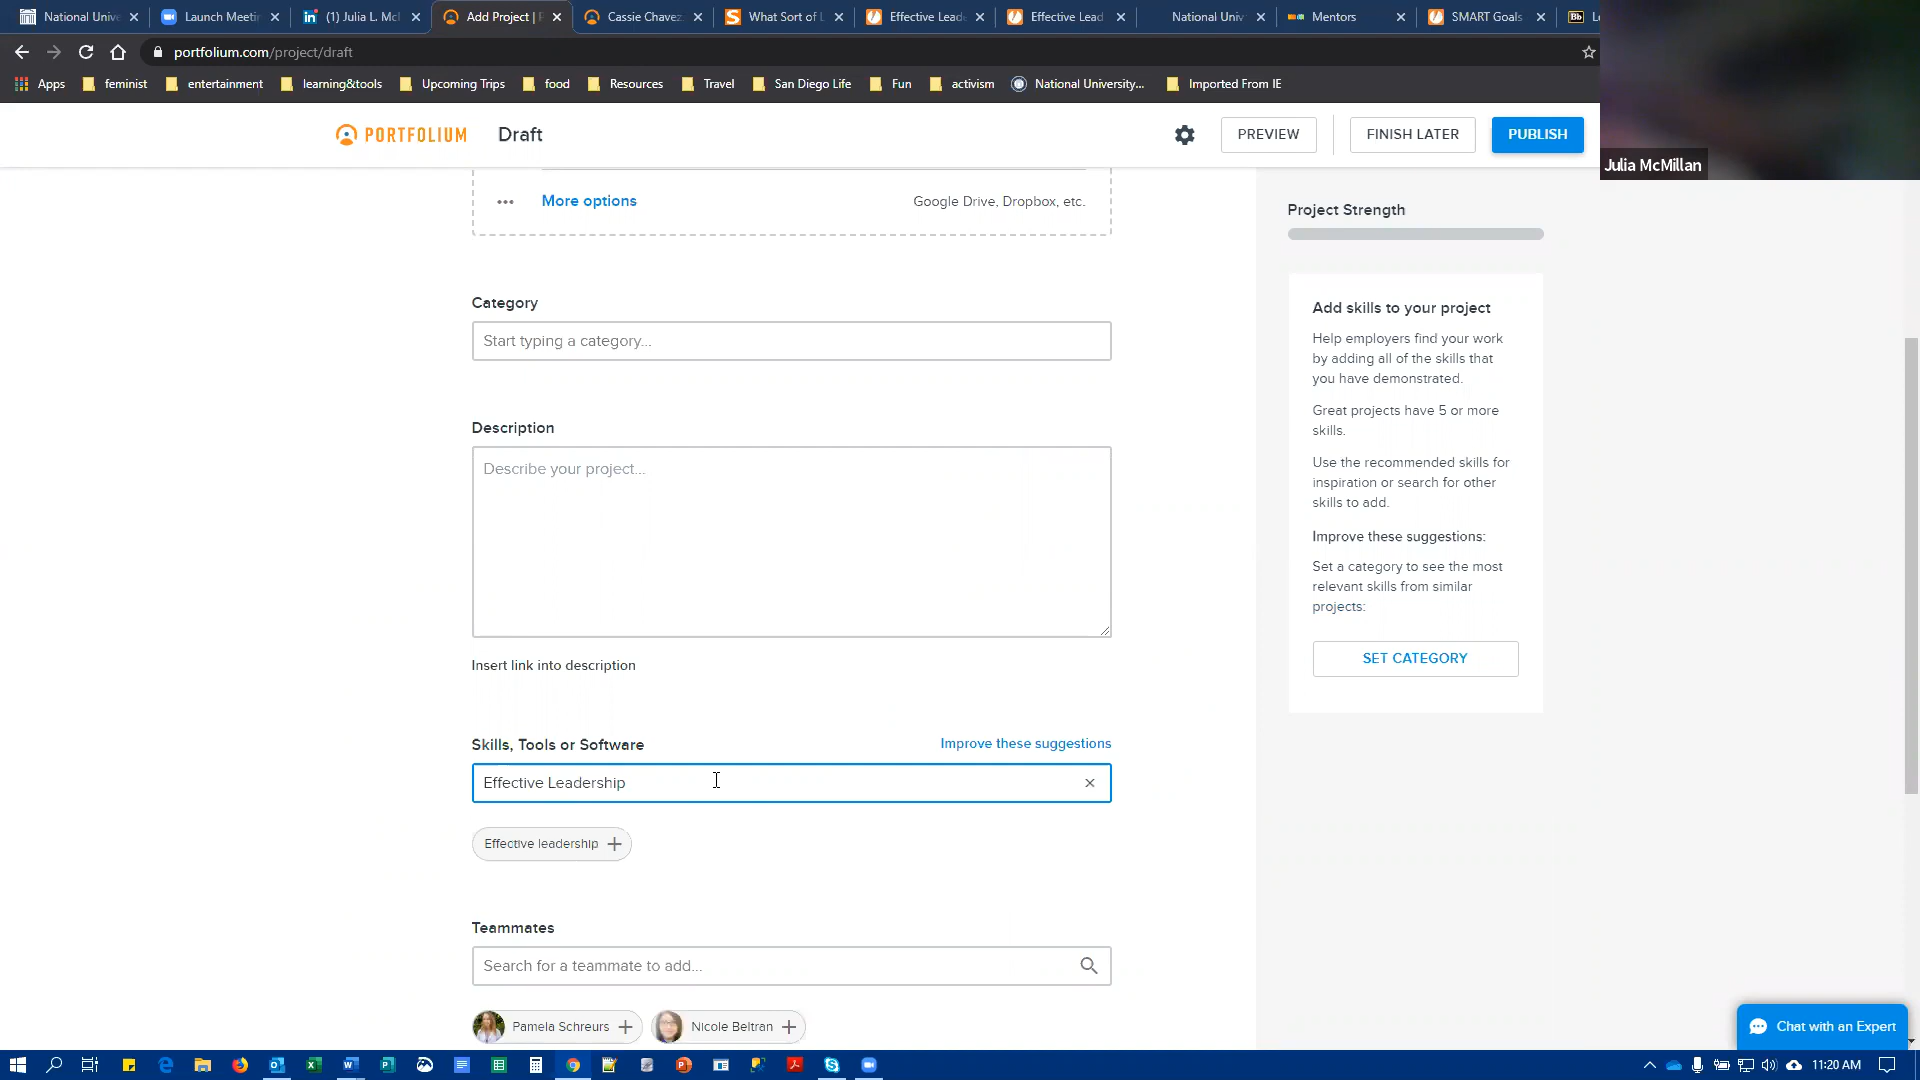 National Unive
Launch Meetin
(1) Julia L. McM
Add Project | P
Cassie Chavez
What Sort of L
Effective Leade
Effective Lead
National Univ
Mentors
SMART Goals
portfolium.com/project/draft
Apps
feminist
entertainment
learning&tools
Upcoming Trips
food
Resources
Travel
San Diego Life
Fun
activism
National University...
Imported From IE
PORTFOLIUM
Draft
PREVIEW
FINISH LATER
PUBLISH
Julia McMillan
More options
Google Drive, Dropbox, etc.
Category
Start typing a category...
Description
Describe your project...
Insert link into description
Skills, Tools or Software
Improve these suggestions
Effective Leadership
Effective leadership
Teammates
Search for a teammate to add...
Pamela Schreurs
Nicole Beltran
Project Strength
Add skills to your project
Help employers find your work
by adding all of the skills that
you have demonstrated.
Great projects have 5 or more
skills.
Use the recommended skills for
inspiration or search for other
skills to add.
Improve these suggestions:
Set a category to see the most
relevant skills from similar
projects:
SET CATEGORY
Chat with an Expert
11:20 AM